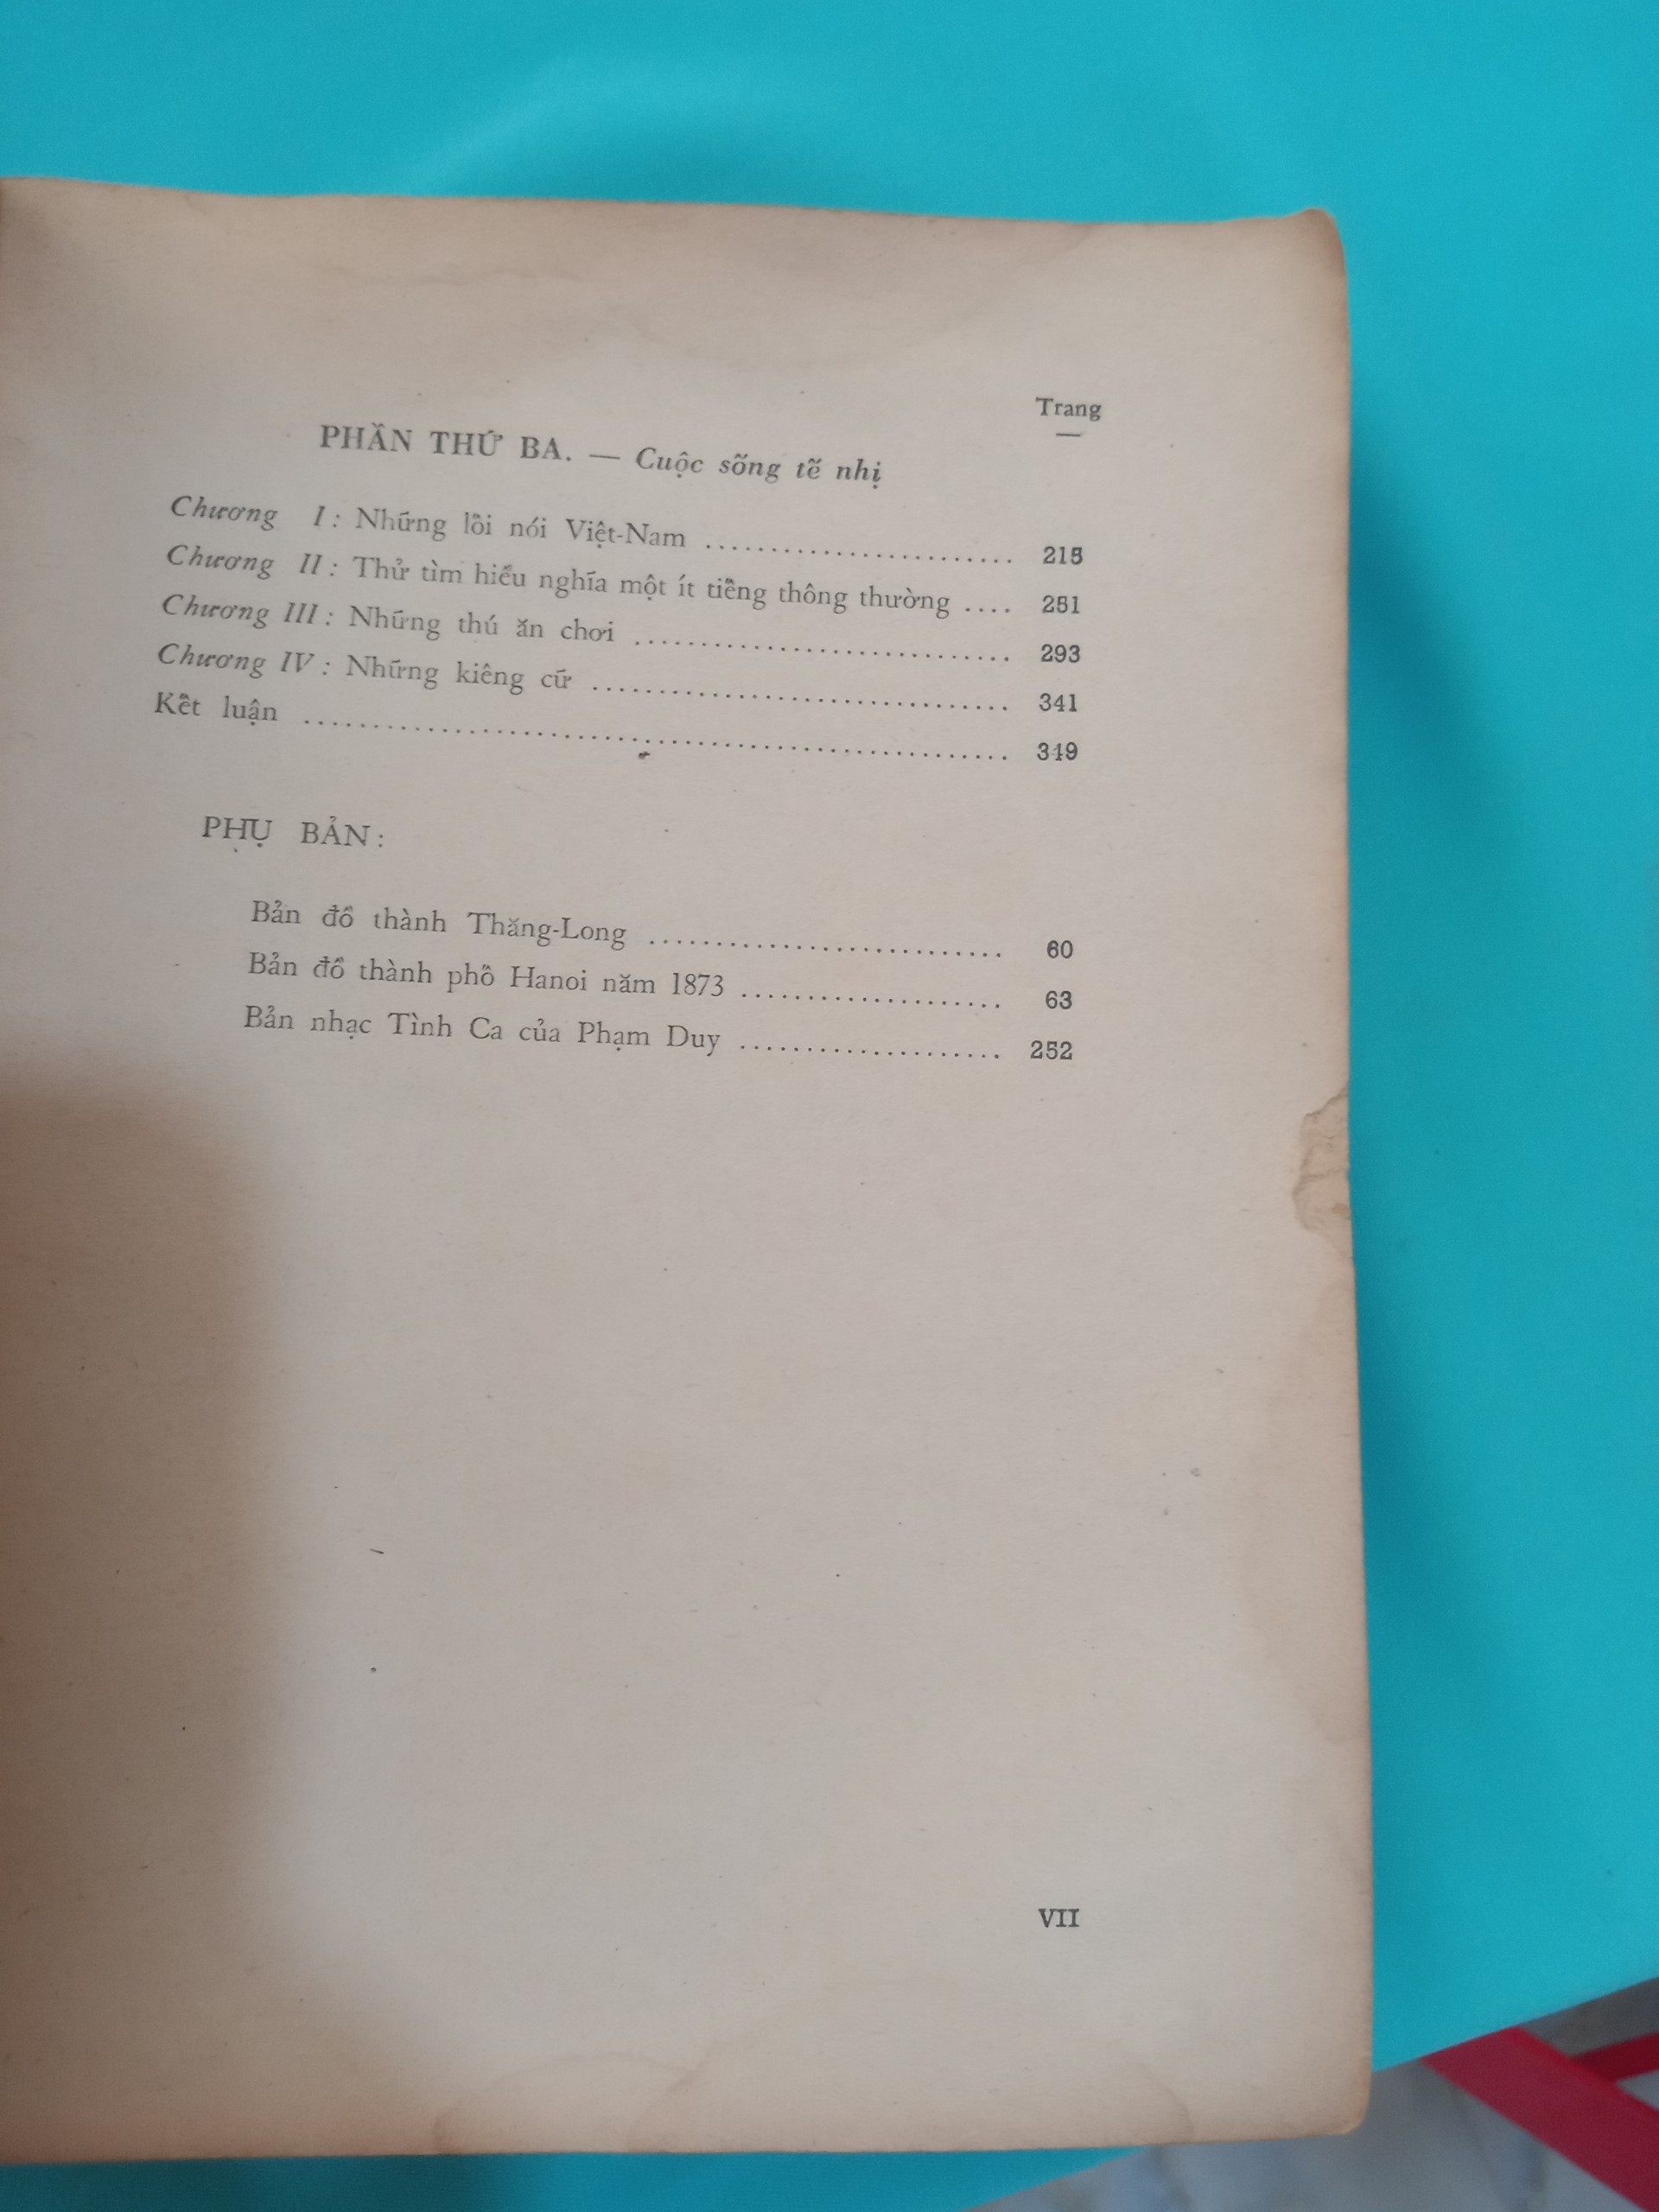 Trang
PHẦN THỨ BA. — Cuộc sống tế nhị
Chương I : Những lối nói Việt-Nam ........................ 215
Chương II : Thử tìm hiểu nghĩa một ít tiếng thông thường .... 251
Chương III : Những thú ăn chơi ............................. 293
Chương IV : Những kiêng cữ ................................ 341
Kết luận ...................................................... 349
PHỤ BẢN :
Bản đồ thành Thăng-Long ........................... 60
Bản đồ thành phố Hanoi năm 1873 .................... 63
Bản nhạc Tình Ca của Phạm Duy .................... 252
VII